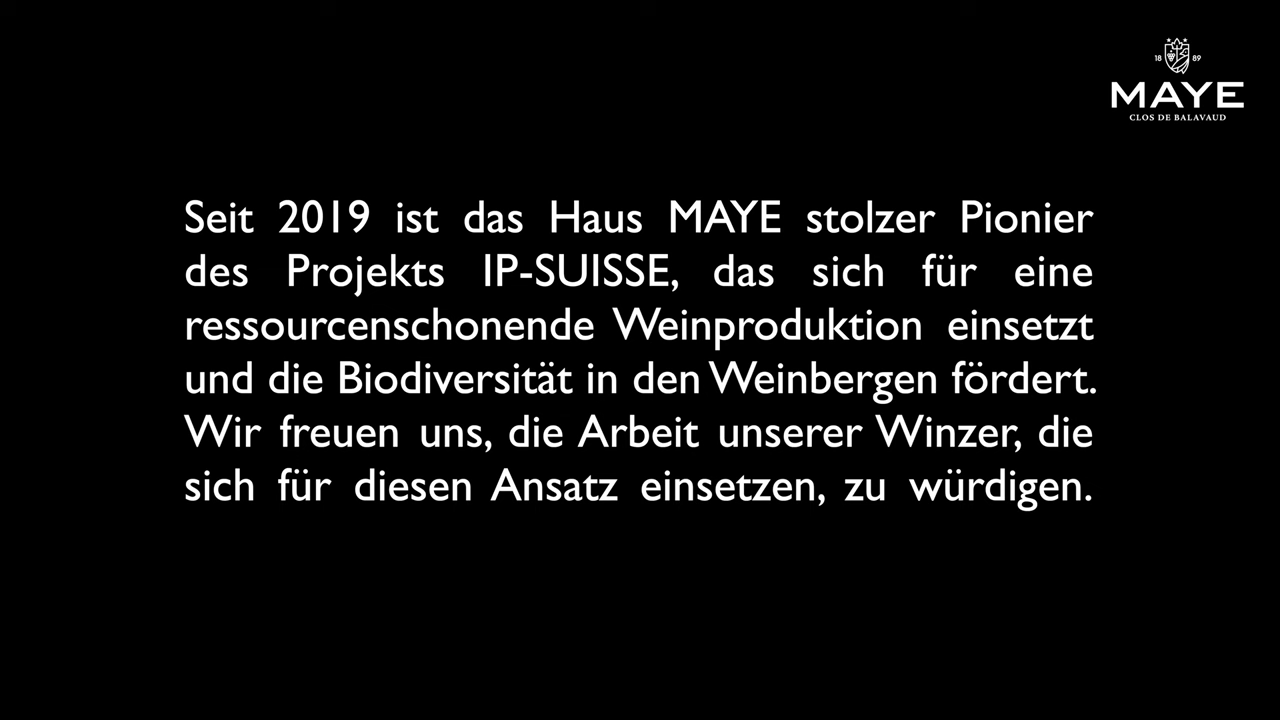 18 89
MAYE
CLOS DE BALAVAUD
Seit 2019 ist das Haus MAYE stolzer Pionier
des Projekts IP-SUISSE, das sich für eine
ressourcenschonende Weinproduktion einsetzt
und die Biodiversität in den Weinbergen fördert.
Wir freuen uns, die Arbeit unserer Winzer, die
sich für diesen Ansatz einsetzen, zu würdigen.